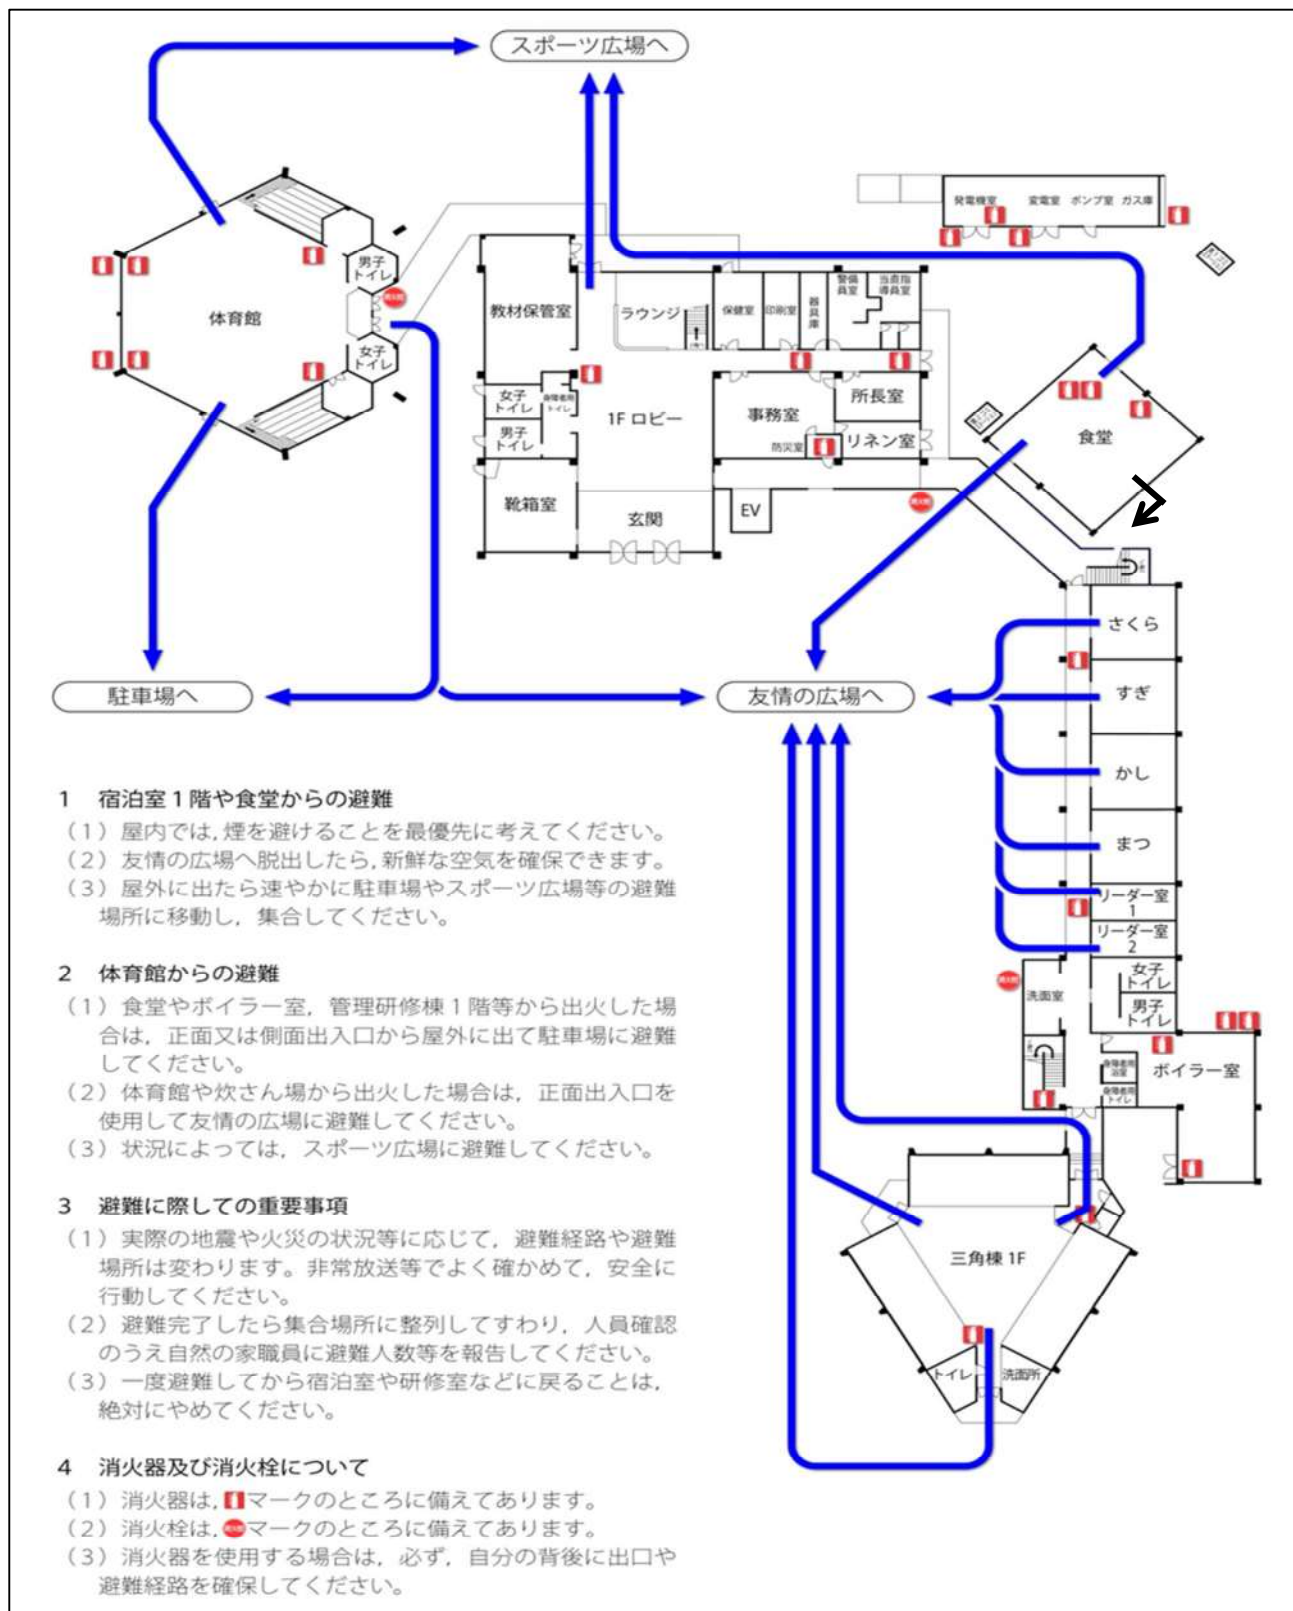 スポーツ広場へ
発電機室 変電室 ポンプ室 ガス庫
男子
トイレ
体育館
女子
トイレ
教材保管室
ラウンジ
保健室
印刷室
器具庫
警備
員室
当直指
導員室
女子
トイレ
身障者用
トイレ
男子
トイレ
1F ロビー
事務室
所長室
防災室
リネン室
食堂
靴箱室
玄関
EV
さくら
すぎ
かし
まつ
リーダー室
1
リーダー室
2
女子
トイレ
男子
トイレ
洗面室
身障者用
浴室
身障者用
トイレ
ボイラー室
駐車場へ
友情の広場へ
三角棟 1F
トイレ
洗面所
1 宿泊室1階や食堂からの避難
(1)屋内では,煙を避けることを最優先に考えてください。
(2)友情の広場へ脱出したら,新鮮な空気を確保できます。
(3)屋外に出たら速やかに駐車場やスポーツ広場等の避難
場所に移動し,集合してください。
2 体育館からの避難
(1)食堂やボイラー室,管理研修棟1階等から出火した場
合は,正面又は側面出入口から屋外に出て駐車場に避難
してください。
(2)体育館や炊さん場から出火した場合は,正面出入口を
使用して友情の広場に避難してください。
(3)状況によっては,スポーツ広場に避難してください。
3 避難に際しての重要事項
(1)実際の地震や火災の状況等に応じて,避難経路や避難
場所は変わります。非常放送等でよく確かめて,安全に
行動してください。
(2)避難完了したら集合場所に整列してすわり,人員確認
のうえ自然の家職員に避難人数等を報告してください。
(3)一度避難してから宿泊室や研修室などに戻ることは,
絶対にやめてください。
4 消火器及び消火栓について
(1)消火器は,マークのところに備えてあります。
(2)消火栓は,マークのところに備えてあります。
(3)消火器を使用する場合は,必ず,自分の背後に出口や
避難経路を確保してください。